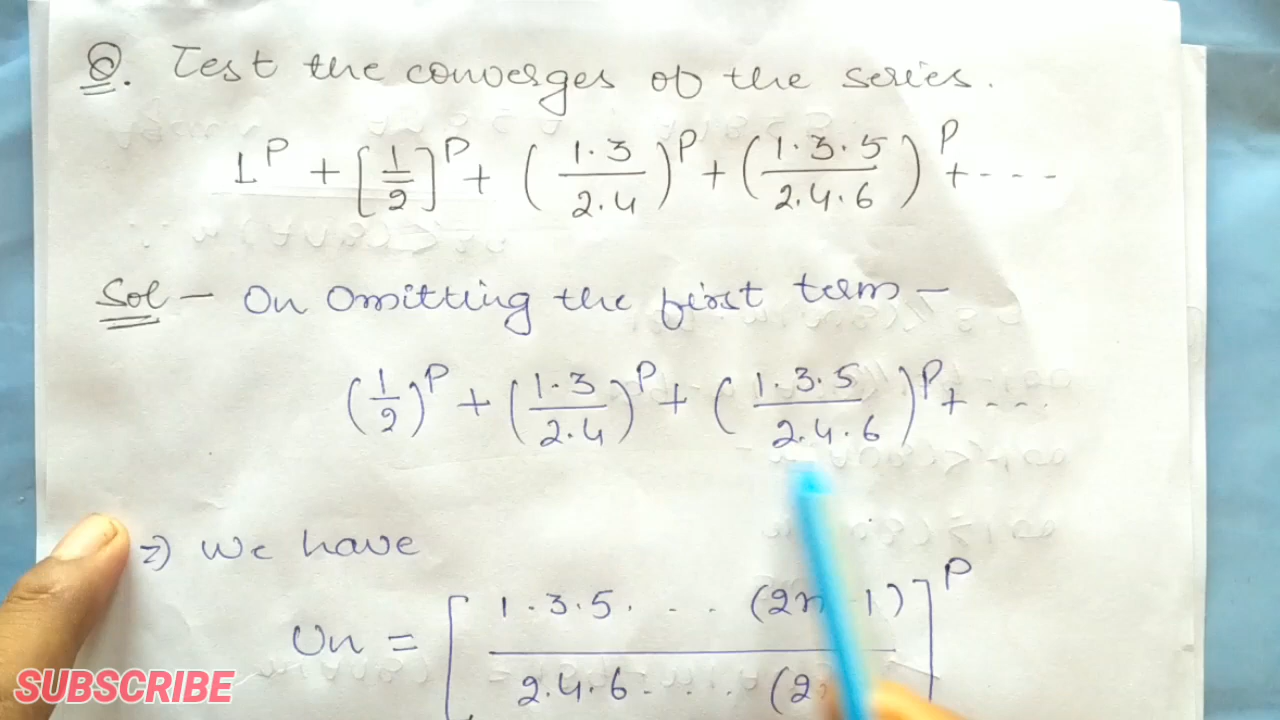 Q. Test the converges of the series.
1^P + [1/2]^P + (1·3/2·4)^P + (1·3·5/2·4·6)^P + ---
Sol — On Omitting the first term —
(1/2)^P + (1·3/2·4)^P + (1·3·5/2·4·6)^P + ---
=) We have
Un = [1·3·5· .. (2n-1) / 2·4·6- ... (2
]^P
SUBSCRIBE